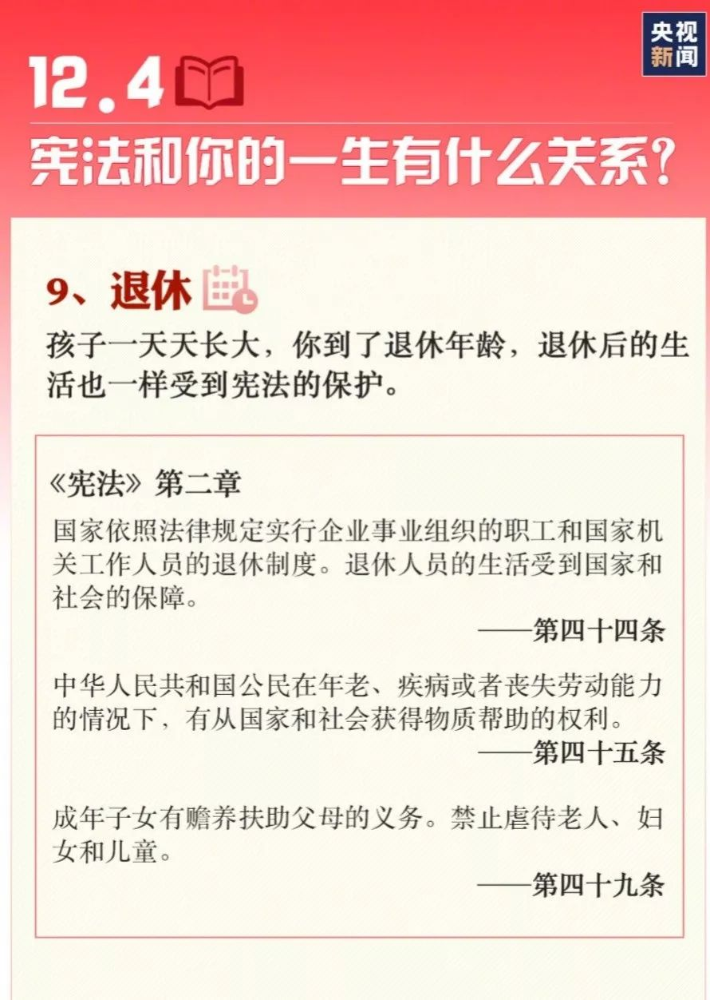 央视
新闻
12.4
宪法和你的一生有什么关系?
9、退休
孩子一天天长大，你到了退休年龄，退休后的生
活也一样受到宪法的保护。
《宪法》第二章
国家依照法律规定实行企业事业组织的职工和国家机
关工作人员的退休制度。退休人员的生活受到国家和
社会的保障。
——第四十四条
中华人民共和国公民在年老、疾病或者丧失劳动能力
的情况下，有从国家和社会获得物质帮助的权利。
——第四十五条
成年子女有赡养扶助父母的义务。禁止虐待老人、妇
女和儿童。
——第四十九条